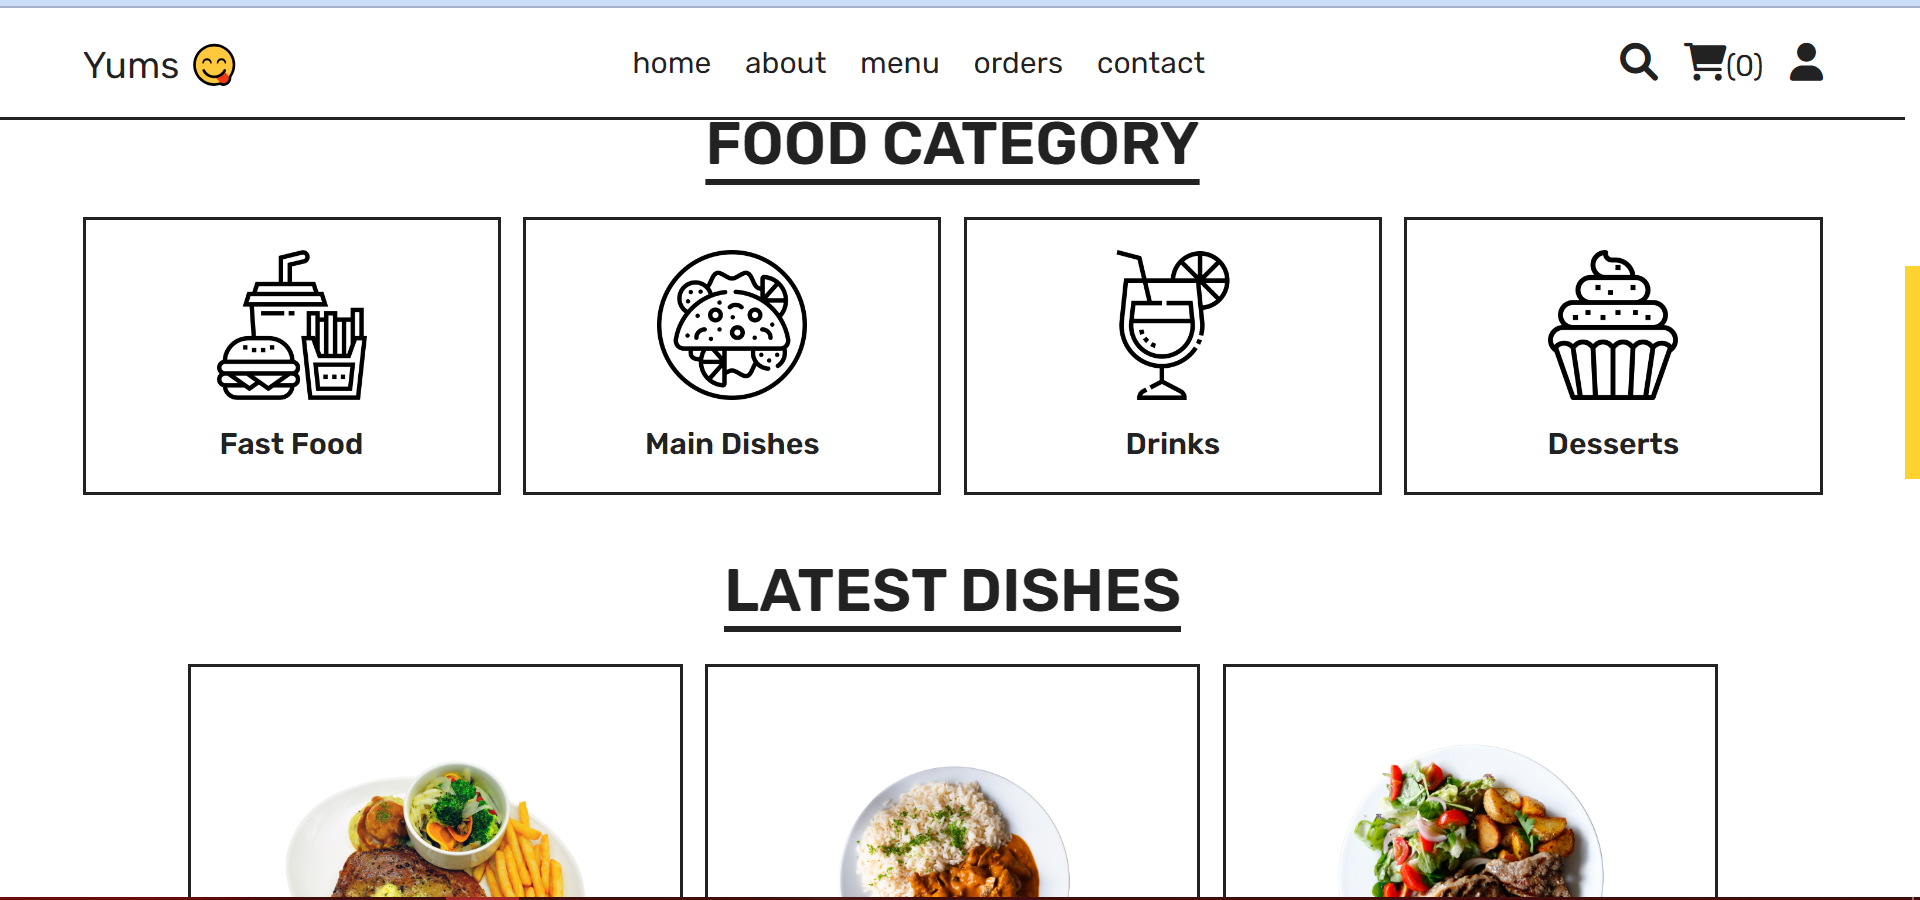 Yums 😋 home about menu orders contact (0)
FOOD CATEGORY
Fast Food Main Dishes Drinks Desserts
LATEST DISHES